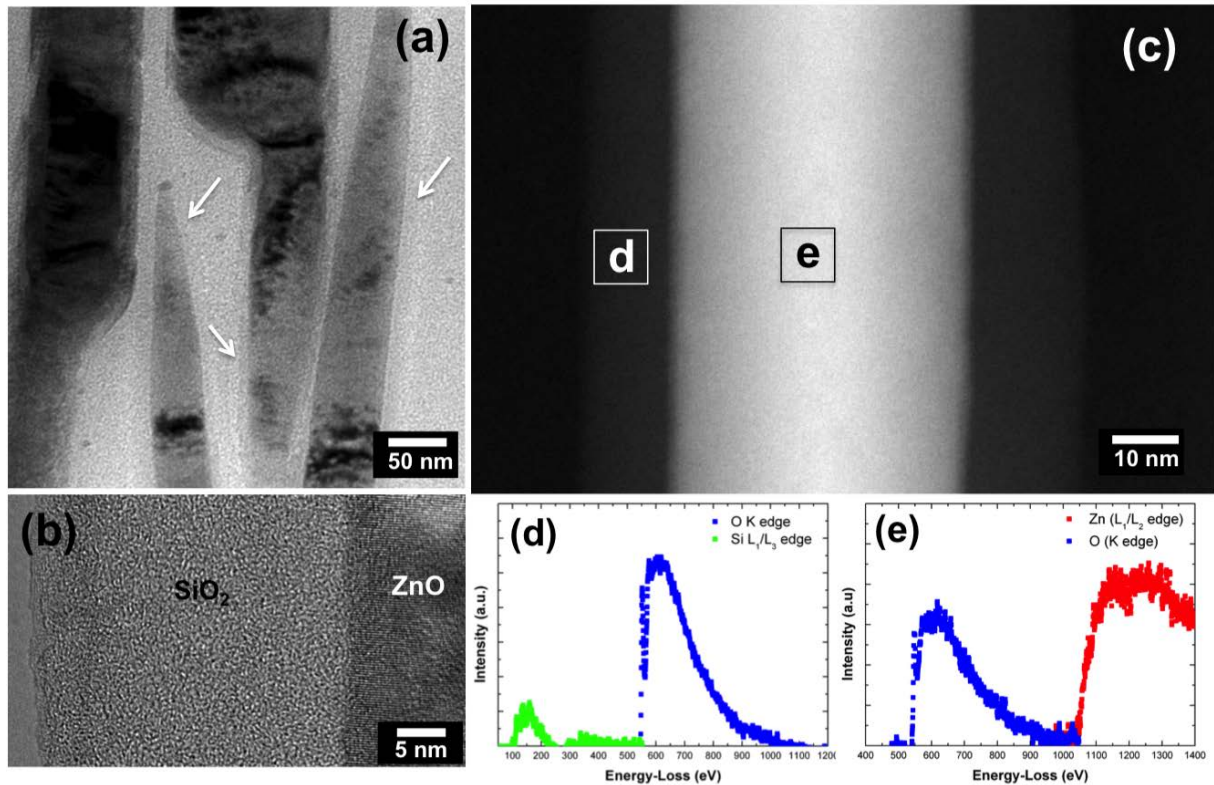 (a)
50 nm
(b)
SiO₂
ZnO
5 nm
(c)
d
e
10 nm
(d)
O K edge
Si L₁/L₃ edge
Intensity (a.u.)
100 200 300 400 500 600 700 800 900 1000 1100 120
Energy-Loss (eV)
(e)
Zn (L₁/L₂ edge)
O (K edge)
Intensity (a.u)
400 500 600 700 800 900 1000 1100 1200 1300 1400
Energy-Loss (eV)